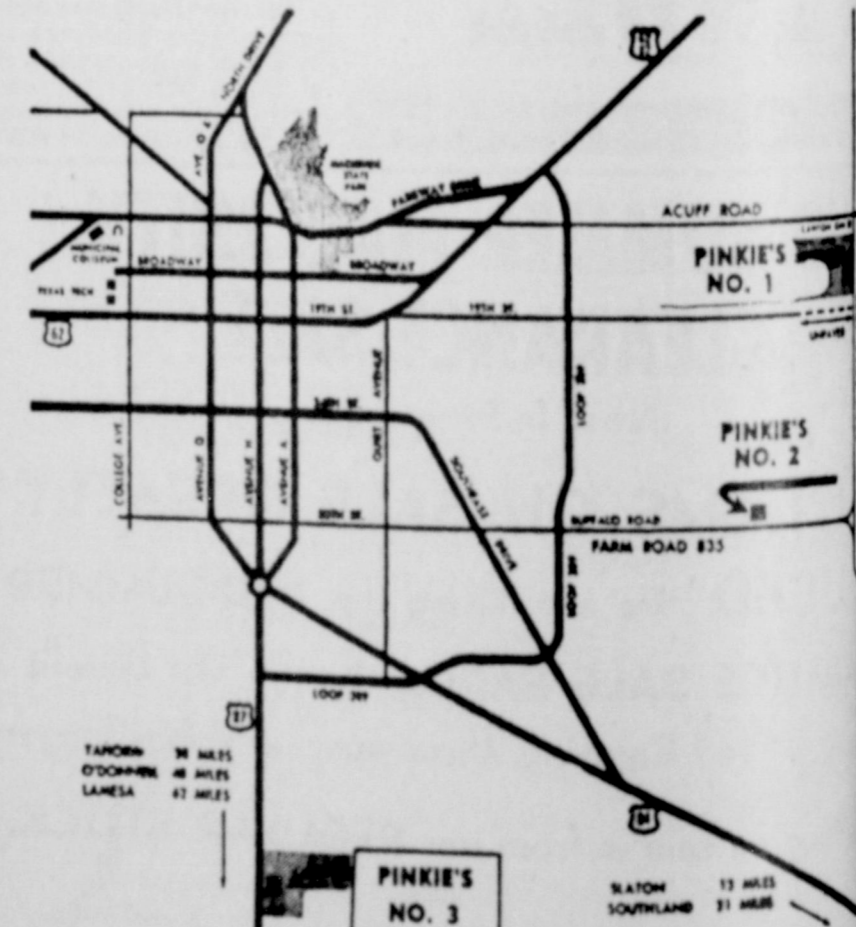 NORTH DRIVE
AVE. Q
MACKENZIE
STATE
PARK
PARKWAY DRIVE
ACUFF ROAD
MUNICIPAL
COLISEUM
BROADWAY
BROADWAY
PINKIE'S
NO. 1
TEXAS TECH
19TH ST.
19TH ST.
62
UNPAVED
34TH ST.
QUIRT AVENUE
LOOP 289
COLLEGE AVE
AVENUE Q
AVENUE H
AVENUE A
SOUTHEAST DRIVE
PINKIE'S
NO. 2
50TH ST.
BUFFALO ROAD
FARM ROAD 835
LOOP 289
LOOP 289
87
TAHOKA MILES
O'DONNELL MILES
LAMESA 62 MILES
84
PINKIE'S
NO. 3
SLATON 15 MILES
SOUTHLAND 21 MILES